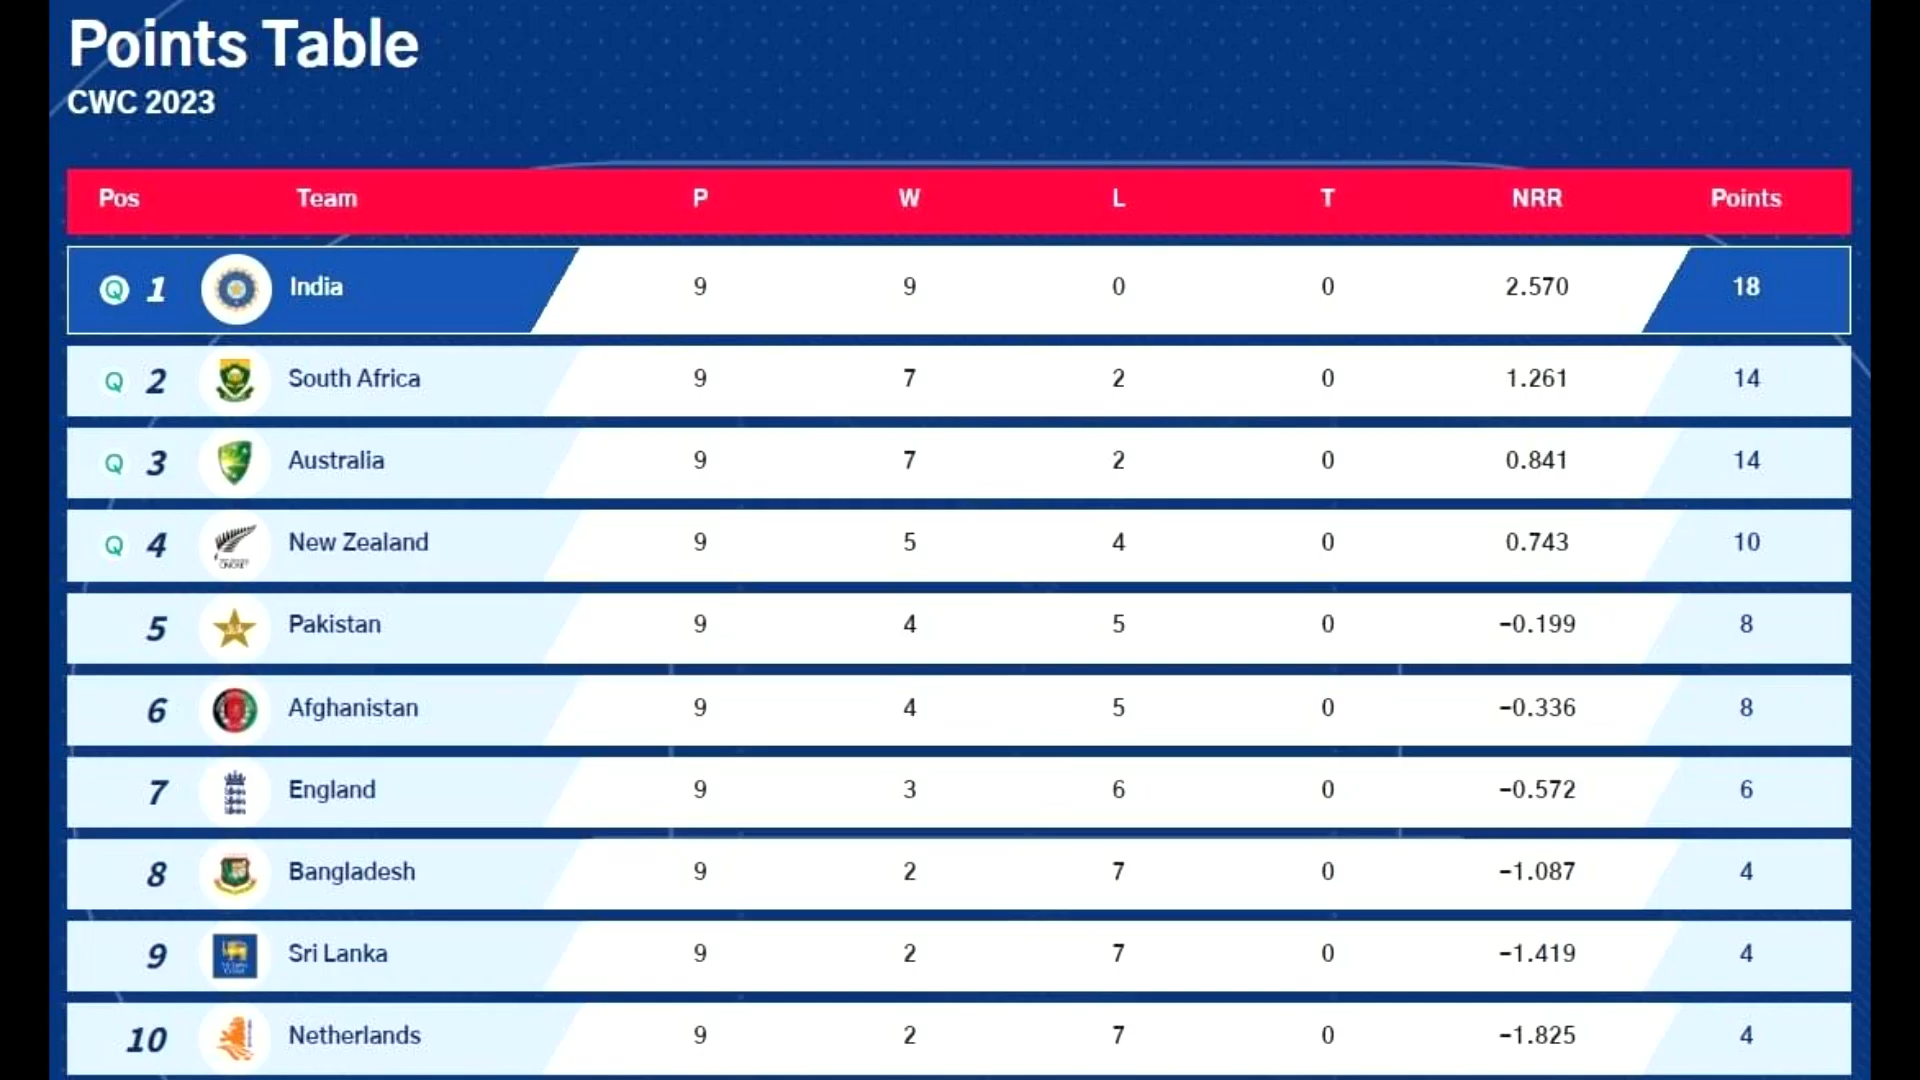 Points Table
CWC 2023
Pos Team P W L T NRR Points
Q 1 India 9 9 0 0 2.570 18
Q 2 South Africa 9 7 2 0 1.261 14
Q 3 Australia 9 7 2 0 0.841 14
Q 4 New Zealand 9 5 4 0 0.743 10
5 Pakistan 9 4 5 0 -0.199 8
6 Afghanistan 9 4 5 0 -0.336 8
7 England 9 3 6 0 -0.572 6
8 Bangladesh 9 2 7 0 -1.087 4
9 Sri Lanka 9 2 7 0 -1.419 4
10 Netherlands 9 2 7 0 -1.825 4